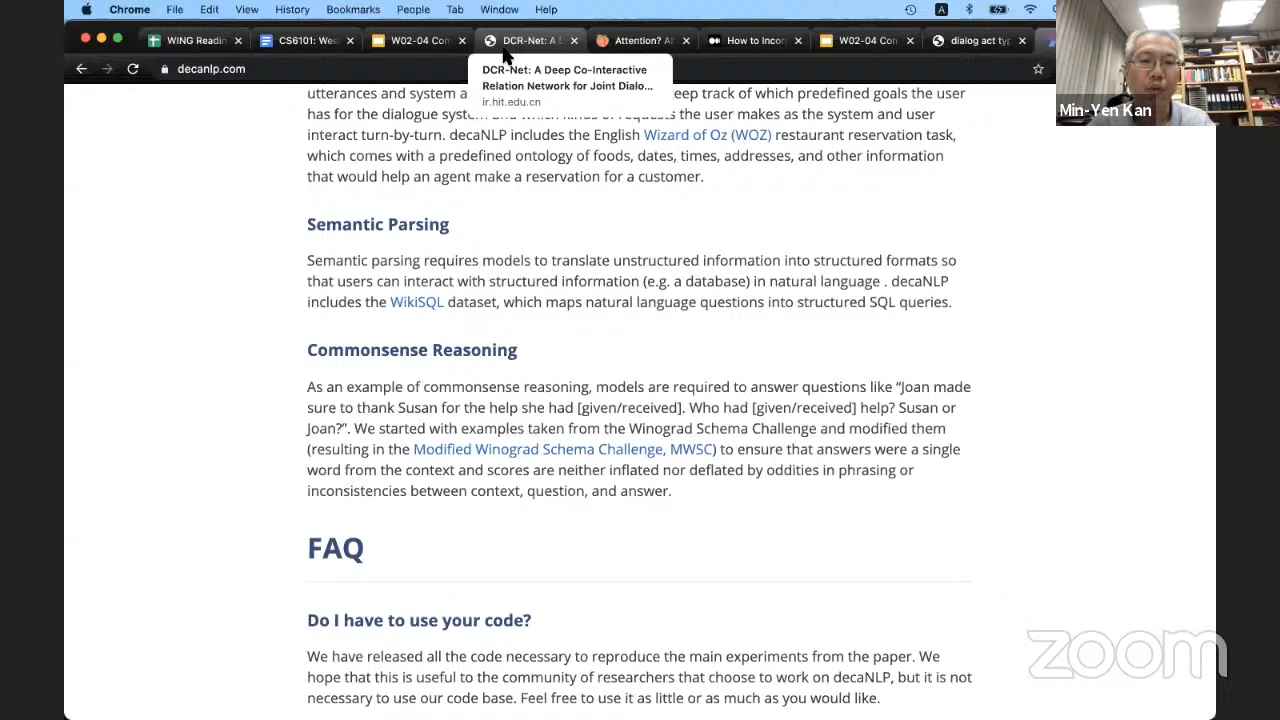 Chrome File Edit View History Bookmarks People Tab Window Help
WING Readin CS6101: Wee W02-04 Con DCR-Net: A D Attention? A How to Incor W02-04 Con dialog act typ
decanlp.com
DCR-Net: A Deep Co-Interactive
Relation Network for Joint Dialo...
ir.hit.edu.cn
Min-Yen Kan
utterances and system a eep track of which predefined goals the user
has for the dialogue system and which kinds of requests the user makes as the system and user
interact turn-by-turn. decaNLP includes the English Wizard of Oz (WOZ) restaurant reservation task,
which comes with a predefined ontology of foods, dates, times, addresses, and other information
that would help an agent make a reservation for a customer.
Semantic Parsing
Semantic parsing requires models to translate unstructured information into structured formats so
that users can interact with structured information (e.g. a database) in natural language . decaNLP
includes the WikiSQL dataset, which maps natural language questions into structured SQL queries.
Commonsense Reasoning
As an example of commonsense reasoning, models are required to answer questions like “Joan made
sure to thank Susan for the help she had [given/received]. Who had [given/received] help? Susan or
Joan?”. We started with examples taken from the Winograd Schema Challenge and modified them
(resulting in the Modified Winograd Schema Challenge, MWSC) to ensure that answers were a single
word from the context and scores are neither inflated nor deflated by oddities in phrasing or
inconsistencies between context, question, and answer.
FAQ
Do I have to use your code?
We have released all the code necessary to reproduce the main experiments from the paper. We
hope that this is useful to the community of researchers that choose to work on decaNLP, but it is not
necessary to use our code base. Feel free to use it as little or as much as you would like.
zoom